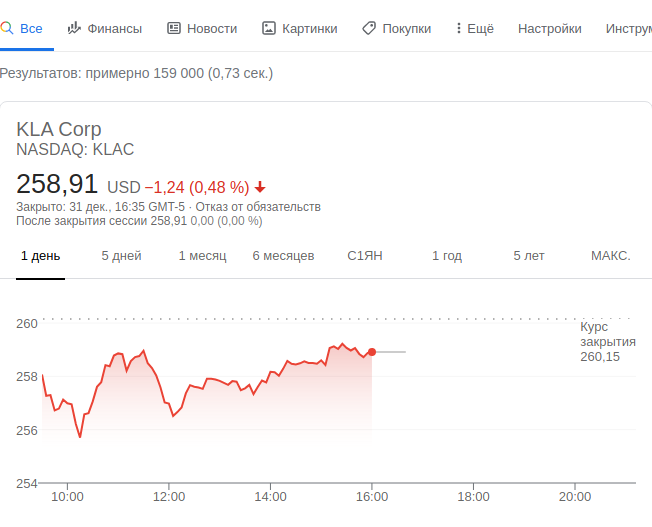 Все Финансы Новости Картинки Покупки Ещё Настройки Инструм
Результатов: примерно 159 000 (0,73 сек.)
KLA Corp
NASDAQ: KLAC
258,91 USD −1,24 (0,48 %)
Закрыто: 31 дек., 16:35 GMT-5 · Отказ от обязательств
После закрытия сессии 258,91 0,00 (0,00 %)
1 день 5 дней 1 месяц 6 месяцев С1ЯН 1 год 5 лет МАКС.
260
Курс
закрытия
260,15
258
256
254
10:00 12:00 14:00 16:00 18:00 20:00